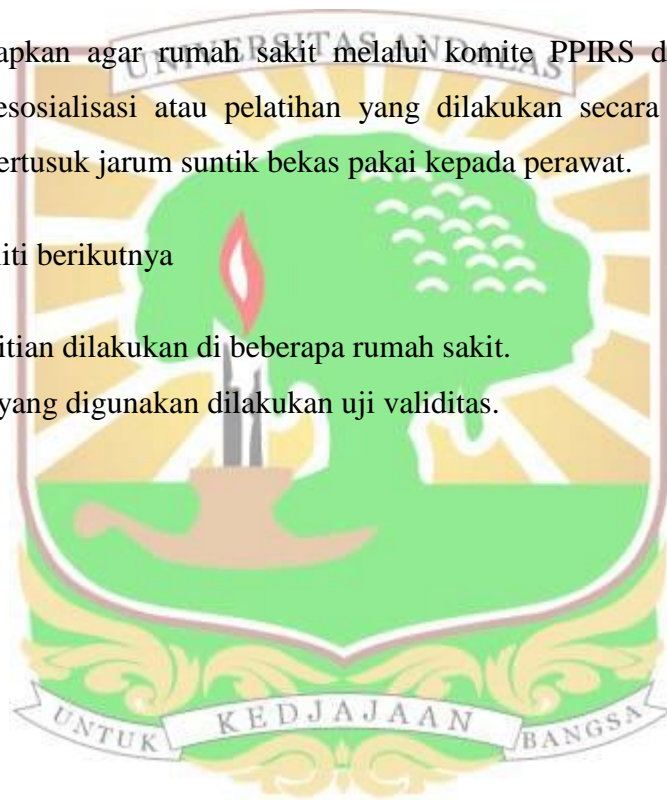 UNIVERSITAS ANDALAS
apkan agar rumah sakit melalui komite PPIRS d
esosialisasi atau pelatihan yang dilakukan secara
ertusuk jarum suntik bekas pakai kepada perawat.
iti berikutnya
itian dilakukan di beberapa rumah sakit.
yang digunakan dilakukan uji validitas.
UNTUK KEDJAJAAN BANGSA